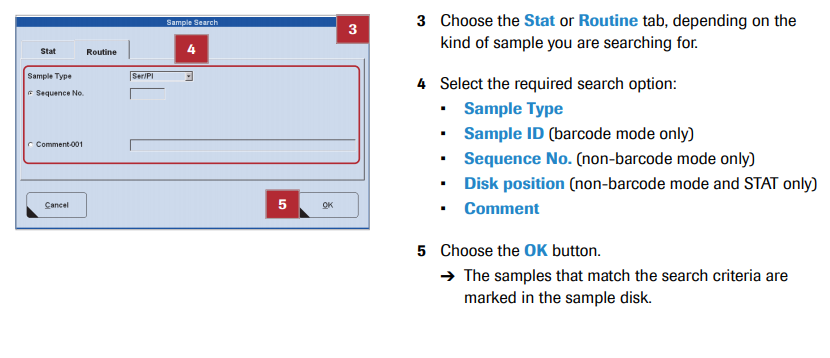 Sample Search
3
Stat
Routine
4
Sample Type
Ser/Pl
Sequence No.
Comment-001
Cancel
5
OK
3 Choose the Stat or Routine tab, depending on the
kind of sample you are searching for.
4 Select the required search option:
▪ Sample Type
▪ Sample ID (barcode mode only)
▪ Sequence No. (non-barcode mode only)
▪ Disk position (non-barcode mode and STAT only)
▪ Comment
5 Choose the OK button.
➔ The samples that match the search criteria are
marked in the sample disk.